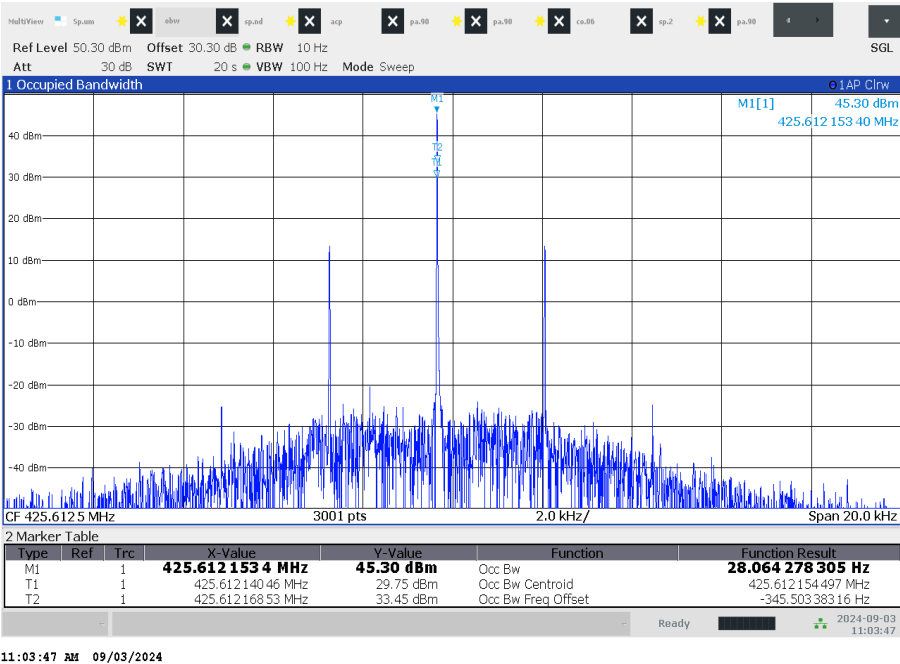 MultiView Sp.um obw sp.nd acp pa.90 pa.90 co.06 sp.2 pa.90
Ref Level 50.30 dBm Offset 30.30 dB RBW 10 Hz SGL
Att 30 dB SWT 20 s VBW 100 Hz Mode Sweep
1 Occupied Bandwidth 1AP Clrw
M1 M1[1] 45.30 dBm
425.612 153 40 MHz
40 dBm
T2
T1
30 dBm
20 dBm
10 dBm
0 dBm
-10 dBm
-20 dBm
-30 dBm
-40 dBm
CF 425.6125 MHz 3001 pts 2.0 kHz/ Span 20.0 kHz
2 Marker Table
Type Ref Trc X-Value Y-Value Function Function Result
M1 1 425.612 153 4 MHz 45.30 dBm Occ Bw 28.064 278 305 Hz
T1 1 425.612 140 46 MHz 29.75 dBm Occ Bw Centroid 425.612 154 497 MHz
T2 1 425.612 168 53 MHz 33.45 dBm Occ Bw Freq Offset -345.503 383 16 Hz
Ready 2024-09-03
11:03:47
11:03:47 AM 09/03/2024